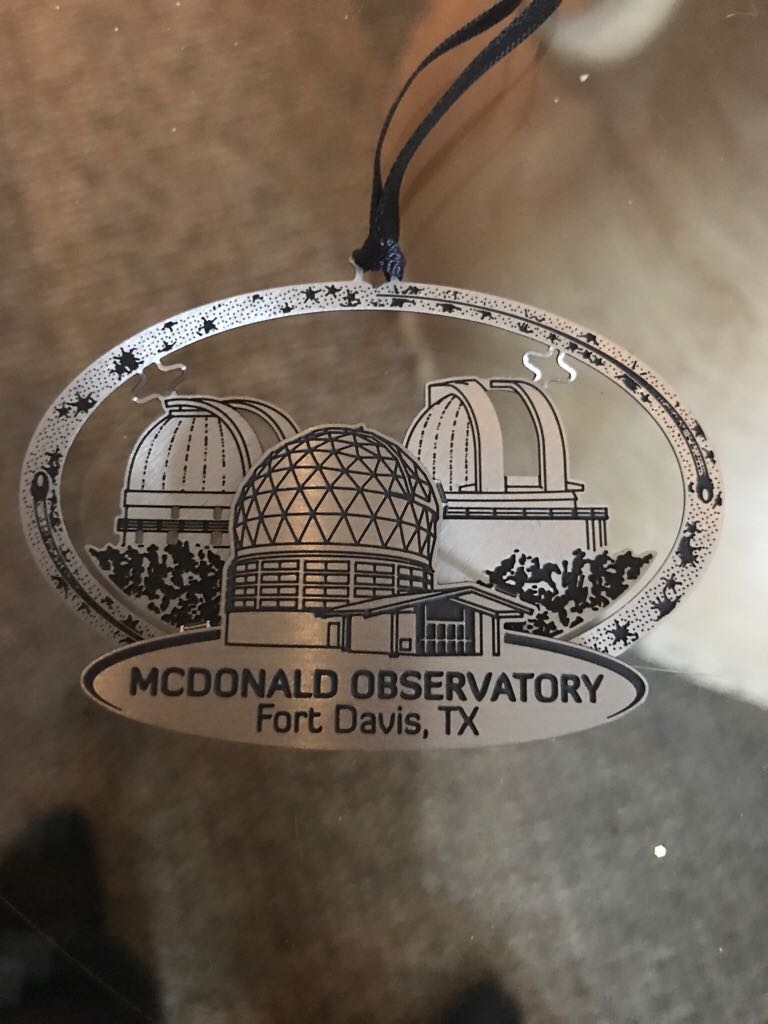 MCDONALD OBSERVATORY
Fort Davis, TX